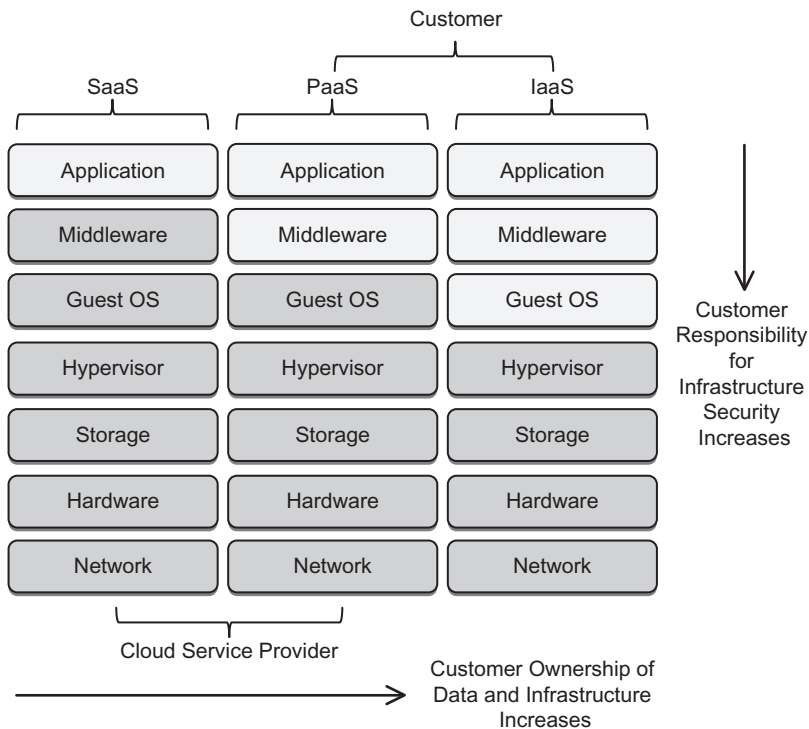 Customer
SaaS PaaS IaaS
Application Application Application
Middleware Middleware Middleware
Guest OS Guest OS Guest OS
Hypervisor Hypervisor Hypervisor
Storage Storage Storage
Hardware Hardware Hardware
Network Network Network
Customer
Responsibility
for
Infrastructure
Security
Increases
Cloud Service Provider
Customer Ownership of
Data and Infrastructure
Increases